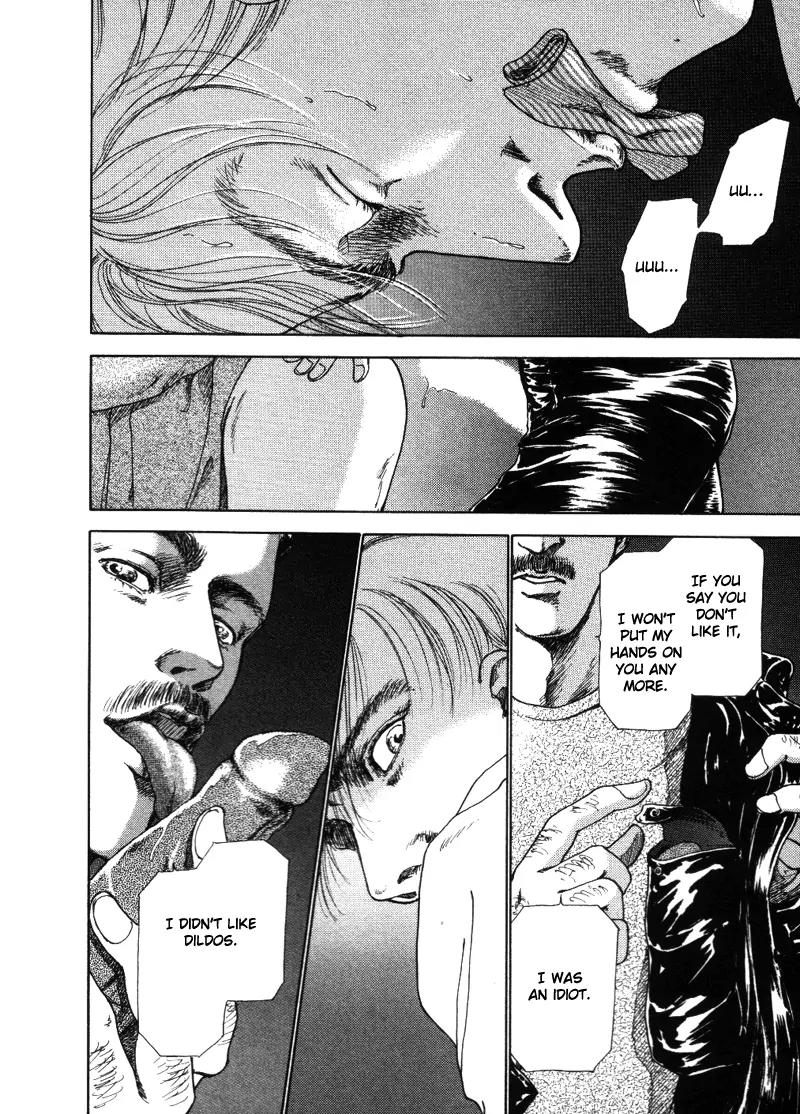 UU...
UUU...
IF YOU
SAY YOU
DON'T
LIKE IT,
I WON'T
PUT MY
HANDS ON
YOU ANY
MORE.
I WAS
AN IDIOT.
I DIDN'T LIKE
DILDOS.